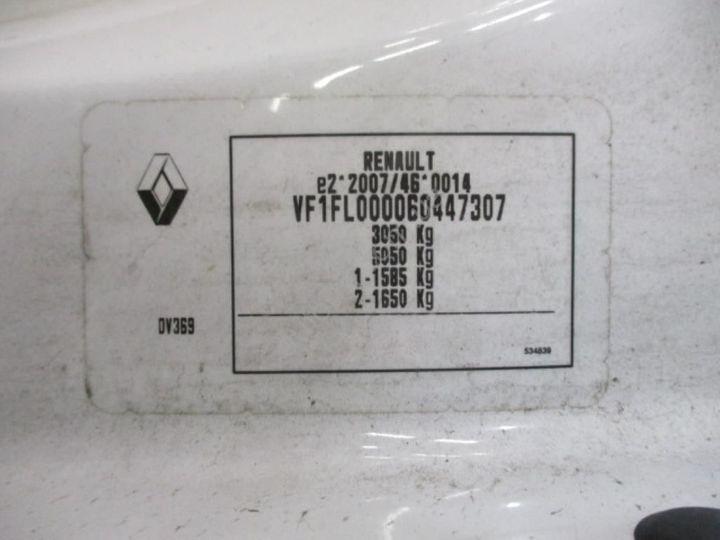 RENAULT
e2*2007/46*0014
VF1FL000060447307
3050 Kg
5050 Kg
1-1585 Kg
2-1650 Kg
DV369
534839